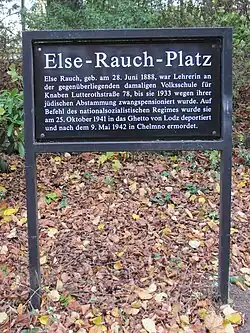 Else-Rauch-Platz
Else Rauch, geb. am 28. Juni 1888, war Lehrerin an
der gegenüberliegenden damaligen Volksschule für
Knaben Lutterothstraße 78, bis sie 1933 wegen ihrer
jüdischen Abstammung zwangspensioniert wurde. Auf
Befehl des nationalsozialistischen Regimes wurde sie
am 25. Oktober 1941 in das Ghetto von Lodz deportiert
und nach dem 9. Mai 1942 in Chelmno ermordet.